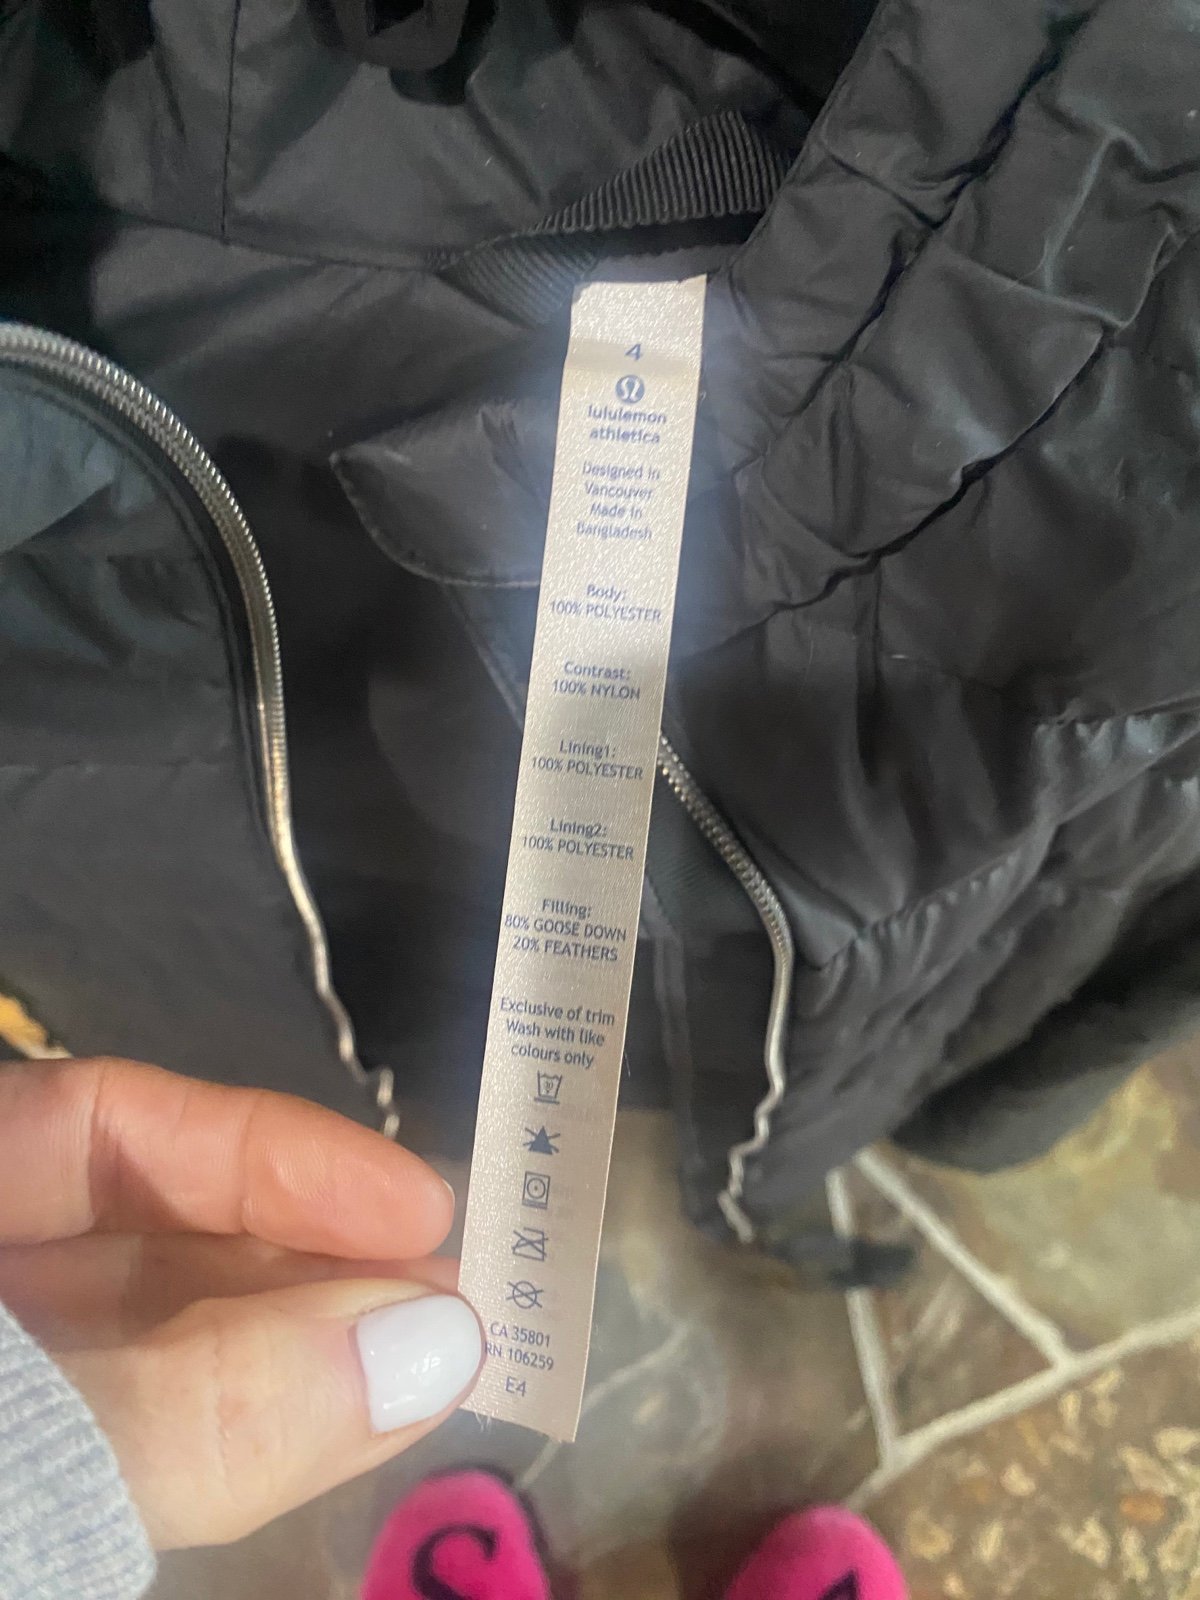 4
lululemon
athletica
Designed in
Vancouver
Made in
Bangladesh
Body:
100% POLYESTER
Contrast:
100% NYLON
Lining1:
100% POLYESTER
Lining2:
100% POLYESTER
Filling:
80% GOOSE DOWN
20% FEATHERS
Exclusive of trim
Wash with like
colours only
30
CA 35801
RN 106259
E4
S